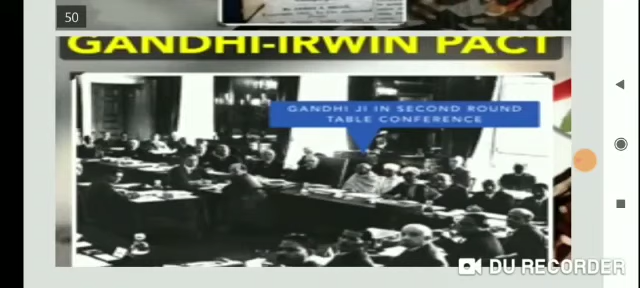 50
GANDHI-IRWIN PACT
GANDHI JI IN SECOND ROUND
TABLE CONFERENCE
DU RECORDER